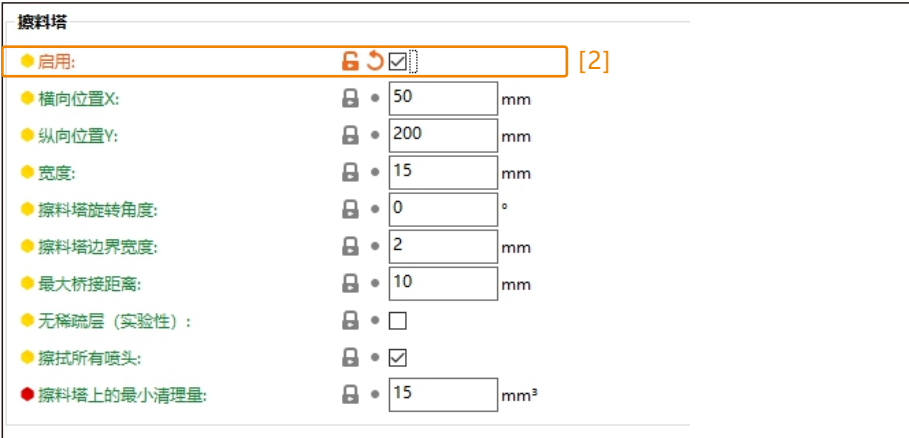 擦料塔
启用: [2]
横向位置X: 50 mm
纵向位置Y: 200 mm
宽度: 15 mm
擦料塔旋转角度: 0 °
擦料塔边界宽度: 2 mm
最大桥接距离: 10 mm
无稀疏层（实验性）:
擦拭所有喷头:
擦料塔上的最小清理量: 15 mm³